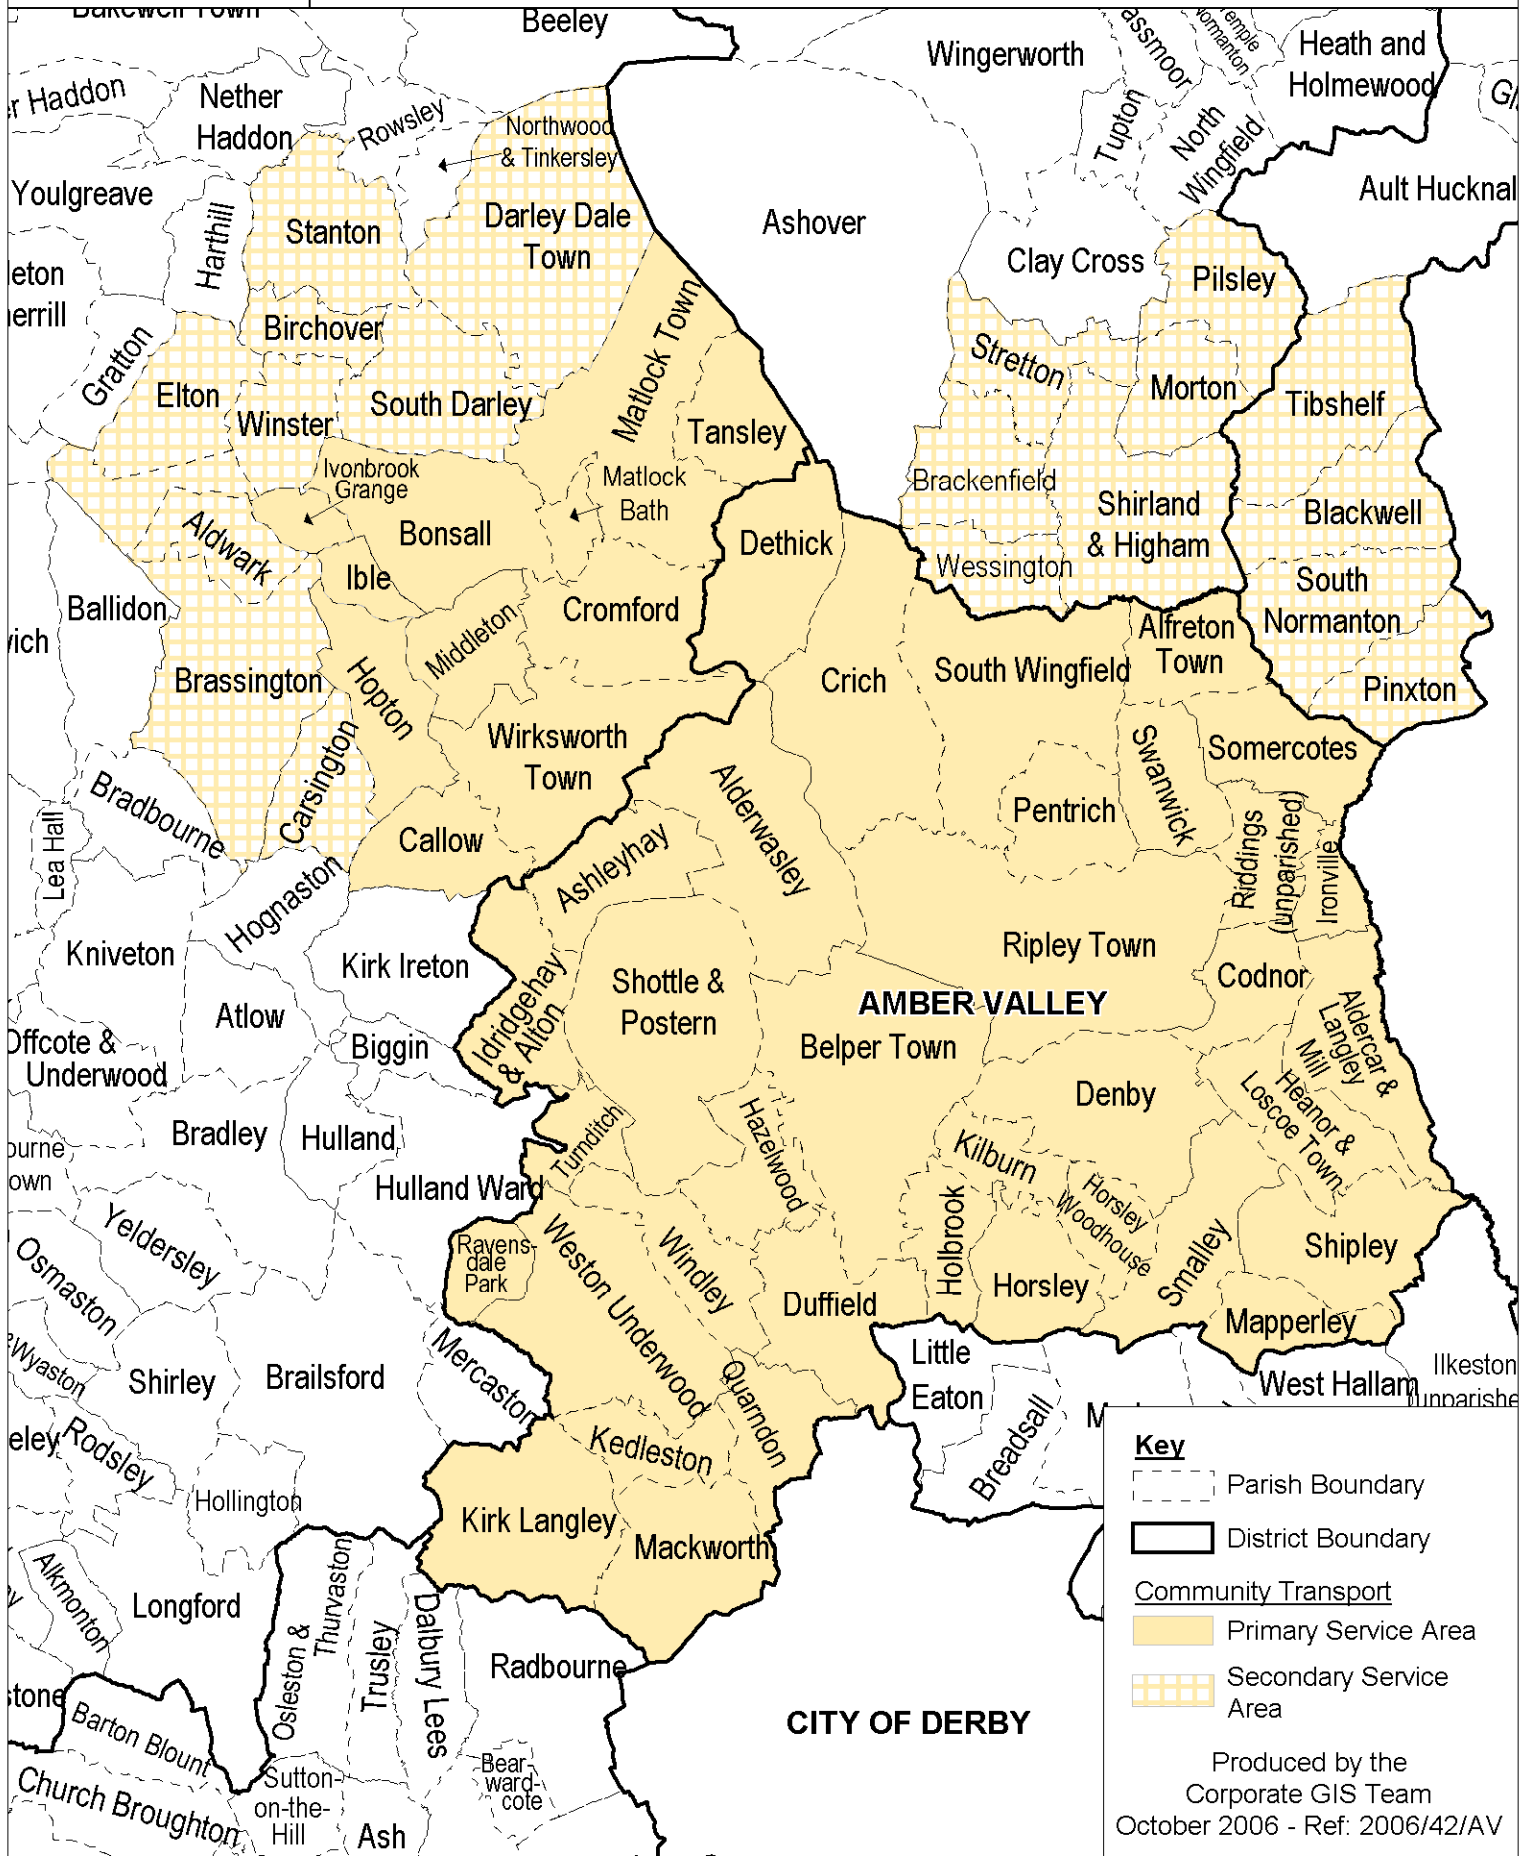 Bakewell Town
Beeley
Wingerworth
Temple
Normanton
Heath and
Holmewood
Nether
Haddon
Rowsley
Northwood
& Tinkersley
Tupton
North
Wingfield
Ault Hucknal
Youlgreave
Harthill
Stanton
Darley Dale
Town
Ashover
Clay Cross
Pilsley
Birchover
Gratton
Elton
Winster
South Darley
Matlock Town
Tansley
Stretton
Morton
Tibshelf
Ivonbrook
Grange
Matlock
Bath
Bonsall
Aldwark
Ible
Dethick
Brackenfield
Shirland
& Higham
Blackwell
Wessington
South
Normanton
Ballidon
Middleton
Cromford
Alfreton
Town
Brassington
Hopton
Crich
South Wingfield
Pinxton
Wirksworth
Town
Somercotes
Swanwick
Bradbourne
Carsington
Alderwasley
Pentrich
Lea Hall
Callow
Ashleyhay
Riddings
(unparished)
Ironville
Hognaston
Kniveton
Kirk Ireton
Ripley Town
Codnor
Shottle &
Postern
AMBER VALLEY
Idridgehay
& Alton
Atlow
Biggin
Belper Town
Aldercar &
Langley
Mill
Offcote &
Underwood
Denby
Heanor &
Loscoe Town
Bradley
Hulland
Turnditch
Hazelwood
Kilburn
Hulland Ward
Horsley
Woodhouse
Holbrook
Yeldersley
Osmaston
Ravens-
dale
Park
Weston Underwood
Windley
Duffield
Horsley
Smalley
Shipley
Mapperley
Wyaston
Shirley
Brailsford
Mercaston
Quarndon
Little
Eaton
Breadsall
West Hallam
Ilkeston
Rodsley
Hollington
Kedleston
Kirk Langley
Mackworth
Alkmonton
Longford
Osleston &
Thurvaston
Trusley
Dalbury Lees
Radbourne
Barton Blount
CITY OF DERBY
Church Broughton
Sutton-
on-the-
Hill
Ash
Bear-
ward-
cote
Key
Parish Boundary
District Boundary
Community Transport
Primary Service Area
Secondary Service
Area
Produced by the
Corporate GIS Team
October 2006 - Ref: 2006/42/AV